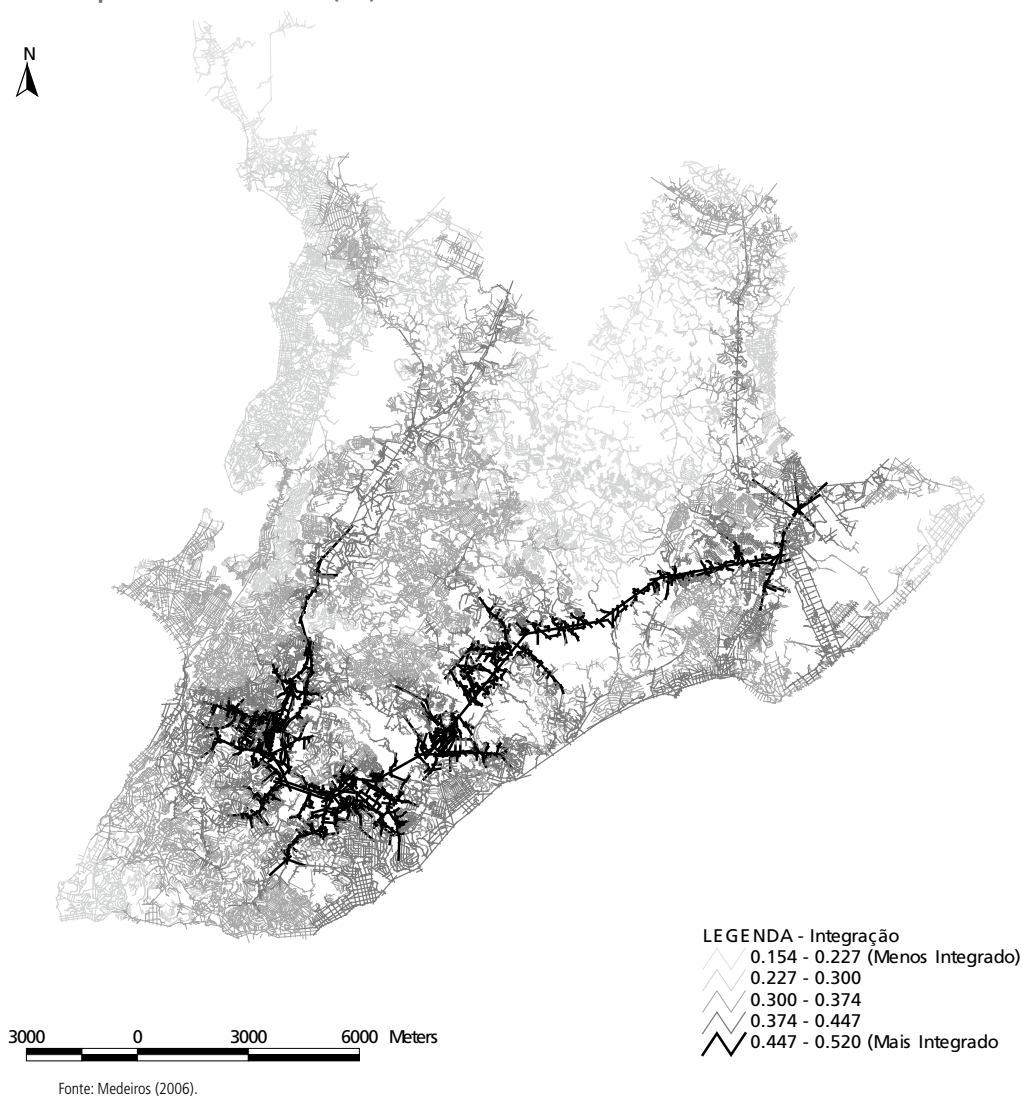 N
LEGENDA - Integração
0.154 - 0.227 (Menos Integrado)
0.227 - 0.300
0.300 - 0.374
0.374 - 0.447
0.447 - 0.520 (Mais Integrado
3000 0 3000 6000 Meters
Fonte: Medeiros (2006).